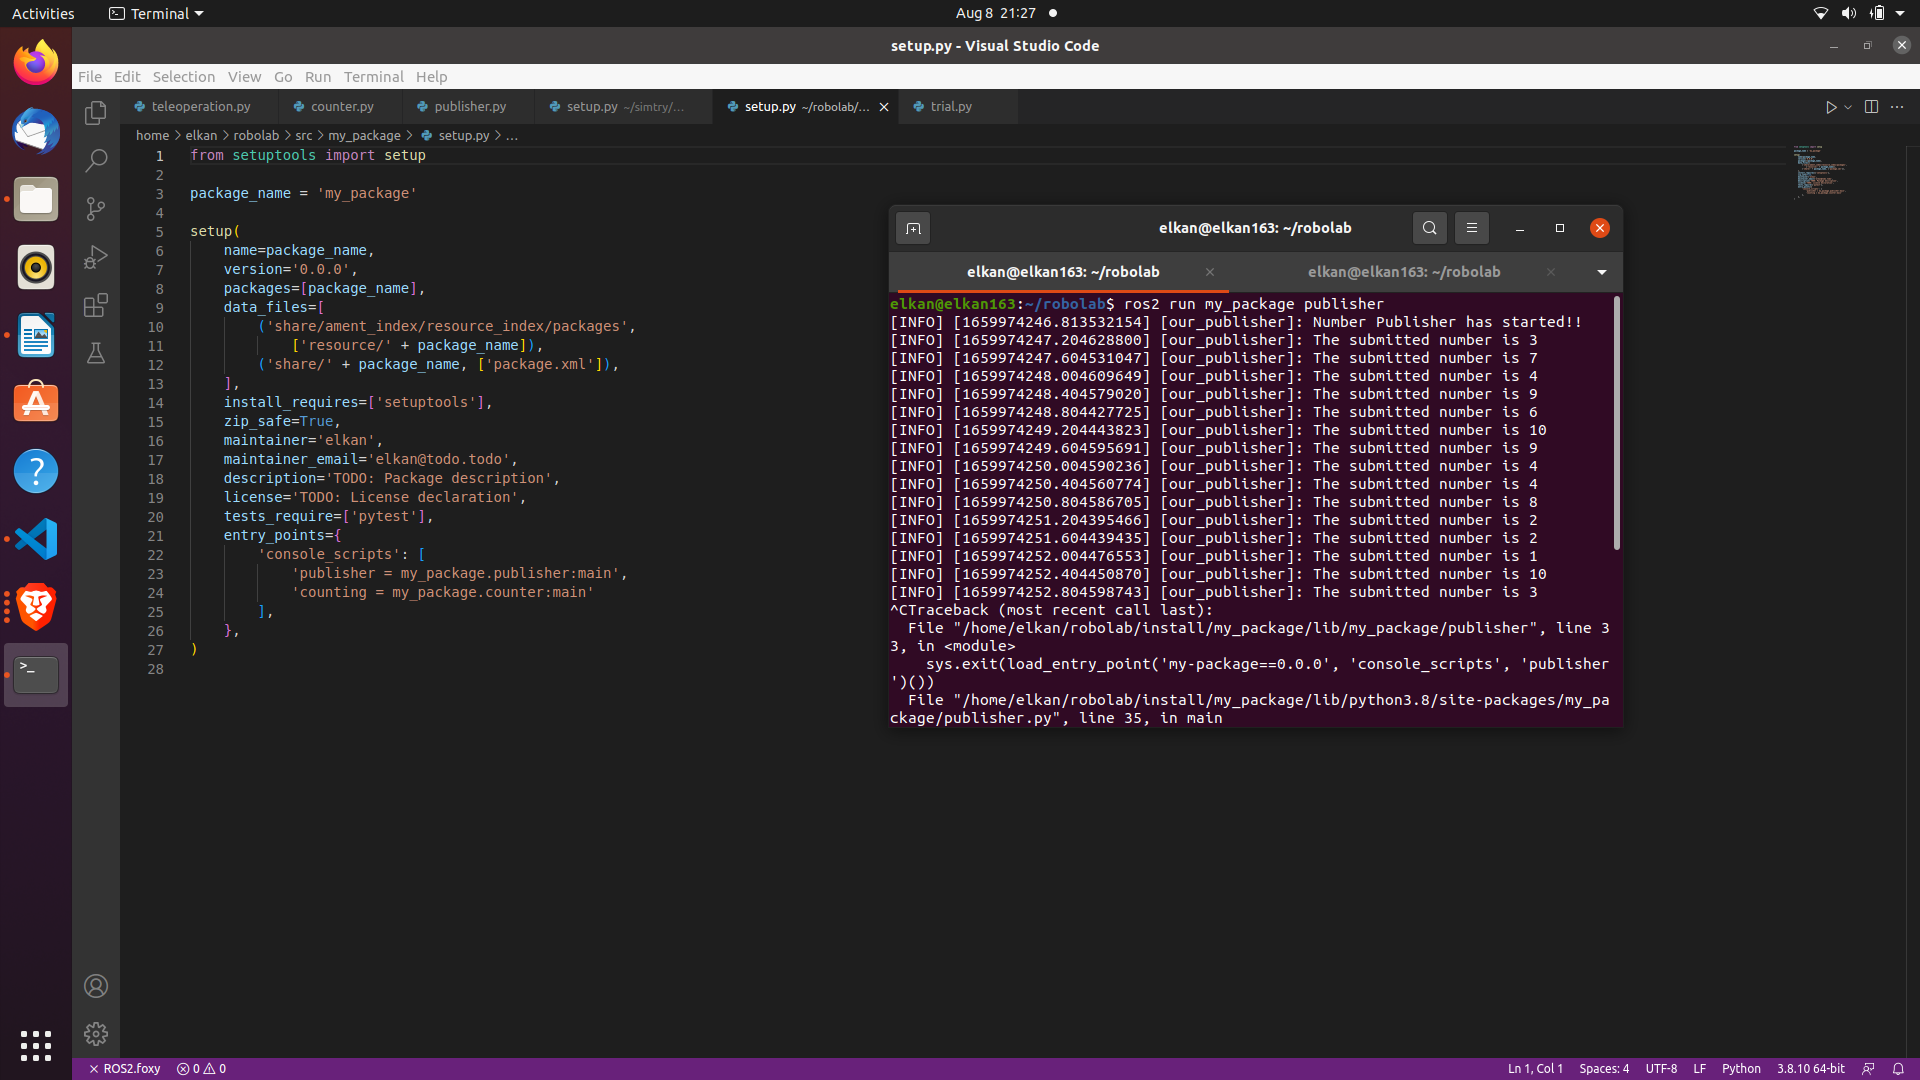 Activities
Terminal
Aug 8 21:27
setup.py - Visual Studio Code
File Edit Selection View Go Run Terminal Help
teleoperation.py
counter.py
publisher.py
setup.py ~/simtry/...
setup.py ~/robolab/...
trial.py
home > elkan > robolab > src > my_package > setup.py > ...
1 from setuptools import setup
2
3 package_name = 'my_package'
4
5 setup(
6 name=package_name,
7 version='0.0.0',
8 packages=[package_name],
9 data_files=[
10 ('share/ament_index/resource_index/packages',
11 ['resource/' + package_name]),
12 ('share/' + package_name, ['package.xml']),
13 ],
14 install_requires=['setuptools'],
15 zip_safe=True,
16 maintainer='elkan',
17 maintainer_email='elkan@todo.todo',
18 description='TODO: Package description',
19 license='TODO: License declaration',
20 tests_require=['pytest'],
21 entry_points={
22 'console_scripts': [
23 'publisher = my_package.publisher:main',
24 'counting = my_package.counter:main'
25 ],
26 },
27 )
28
elkan@elkan163: ~/robolab
elkan@elkan163: ~/robolab
elkan@elkan163: ~/robolab
elkan@elkan163:~/robolab$ ros2 run my_package publisher
[INFO] [1659974246.813532154] [our_publisher]: Number Publisher has started!!
[INFO] [1659974247.204628800] [our_publisher]: The submitted number is 3
[INFO] [1659974247.604531047] [our_publisher]: The submitted number is 7
[INFO] [1659974248.004609649] [our_publisher]: The submitted number is 4
[INFO] [1659974248.404579020] [our_publisher]: The submitted number is 9
[INFO] [1659974248.804427725] [our_publisher]: The submitted number is 6
[INFO] [1659974249.204443823] [our_publisher]: The submitted number is 10
[INFO] [1659974249.604595691] [our_publisher]: The submitted number is 9
[INFO] [1659974250.004590236] [our_publisher]: The submitted number is 4
[INFO] [1659974250.404560774] [our_publisher]: The submitted number is 4
[INFO] [1659974250.804586705] [our_publisher]: The submitted number is 8
[INFO] [1659974251.204395466] [our_publisher]: The submitted number is 2
[INFO] [1659974251.604439435] [our_publisher]: The submitted number is 2
[INFO] [1659974252.004476553] [our_publisher]: The submitted number is 1
[INFO] [1659974252.404450870] [our_publisher]: The submitted number is 10
[INFO] [1659974252.804598743] [our_publisher]: The submitted number is 3
^CTraceback (most recent call last):
File "/home/elkan/robolab/install/my_package/lib/my_package/publisher", line 3
3, in <module>
sys.exit(load_entry_point('my-package==0.0.0', 'console_scripts', 'publisher
')())
File "/home/elkan/robolab/install/my_package/lib/python3.8/site-packages/my_pa
ckage/publisher.py", line 35, in main
ROS2.foxy 0 0
Ln 1, Col 1 Spaces: 4 UTF-8 LF Python 3.8.10 64-bit